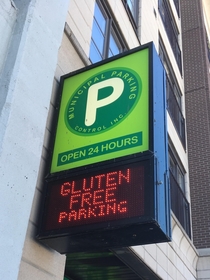 MUNICIPAL PARKING
P
CONTROL INC.
OPEN 24 HOURS
GLUTEN
FREE
PARKING